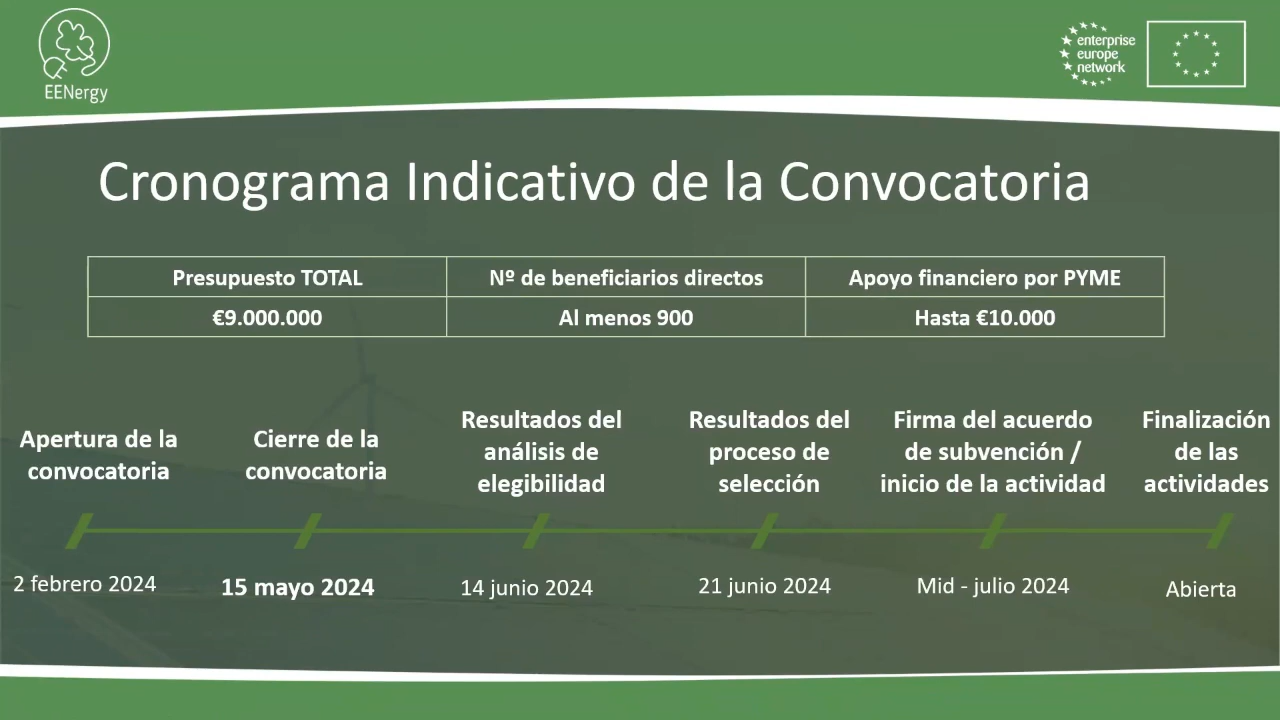 EENergy
enterprise
europe
network
Cronograma Indicativo de la Convocatoria
Presupuesto TOTAL
Nº de beneficiarios directos
Apoyo financiero por PYME
€9.000.000
Al menos 900
Hasta €10.000
Apertura de la
convocatoria
Cierre de la
convocatoria
Resultados del
análisis de
elegibilidad
Resultados del
proceso de
selección
Firma del acuerdo
de subvención /
inicio de la actividad
Finalización
de las
actividades
2 febrero 2024
15 mayo 2024
14 junio 2024
21 junio 2024
Mid - julio 2024
Abierta